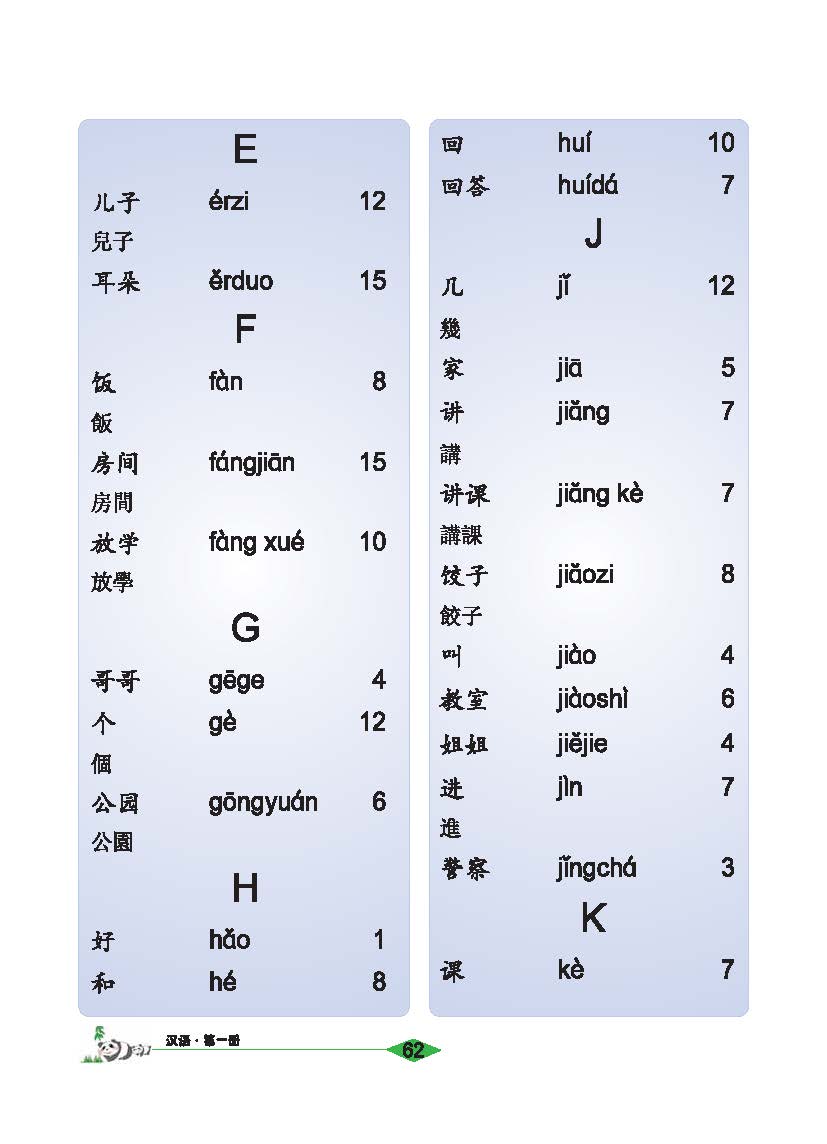 E
儿子 érzi 12
兒子
耳朵 ěrduo 15
F
饭 fàn 8
飯
房间 fángjiān 15
房間
放学 fàng xué 10
放學
G
哥哥 gēge 4
个 gè 12
個
公园 gōngyuán 6
公園
H
好 hǎo 1
和 hé 8
回 huí 10
回答 huídá 7
J
几 jǐ 12
幾
家 jiā 5
讲 jiǎng 7
講
讲课 jiǎng kè 7
講課
饺子 jiǎozi 8
餃子
叫 jiào 4
教室 jiàoshì 6
姐姐 jiějie 4
进 jìn 7
進
警察 jǐngchá 3
K
课 kè 7
汉语·第一册
62